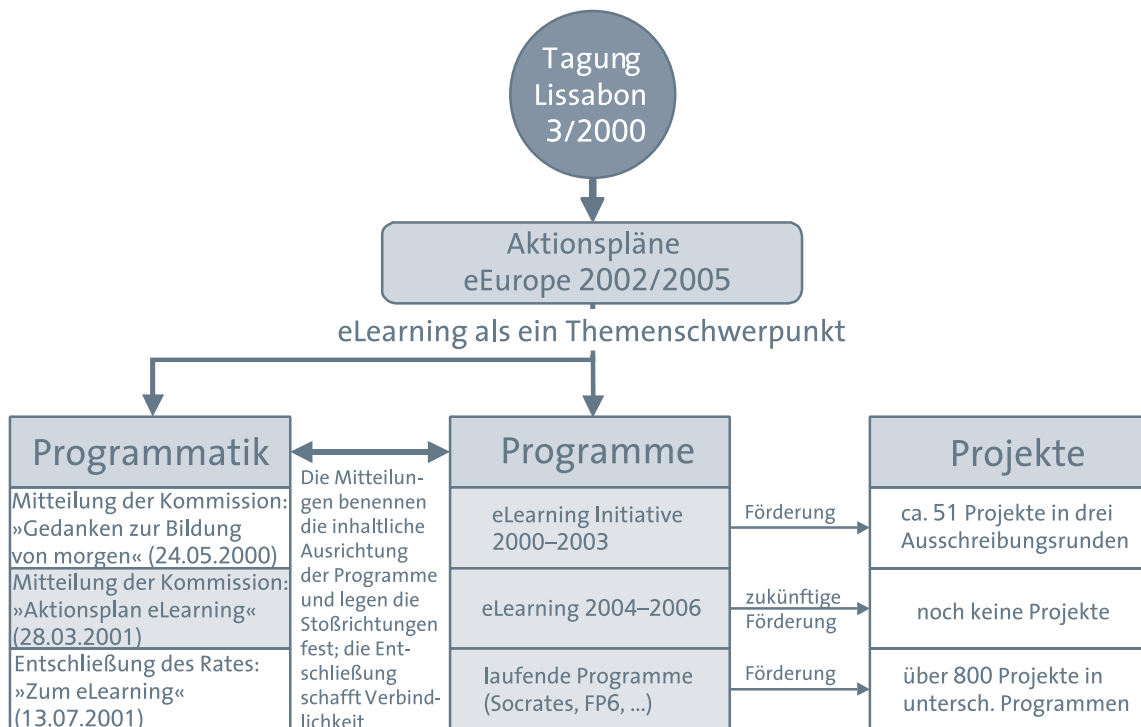 Tagung
Lissabon
3/2000
Aktionspläne
eEurope 2002/2005
eLearning als ein Themenschwerpunkt
Programmatik
Mitteilung der Kommission:
»Gedanken zur Bildung
von morgen« (24.05.2000)
Mitteilung der Kommission:
»Aktionsplan eLearning«
(28.03.2001)
Entschließung des Rates:
»Zum eLearning«
(13.07.2001)
Die Mitteilun-
gen benennen
die inhaltliche
Ausrichtung
der Programme
und legen die
Stoßrichtungen
fest; die Ent-
schließung
schafft Verbind-
lichkeit
Programme
eLearning Initiative
2000–2003
eLearning 2004–2006
laufende Programme
(Socrates, FP6, ...)
Förderung
zukünftige
Förderung
Förderung
Projekte
ca. 51 Projekte in drei
Ausschreibungsrunden
noch keine Projekte
über 800 Projekte in
untersch. Programmen